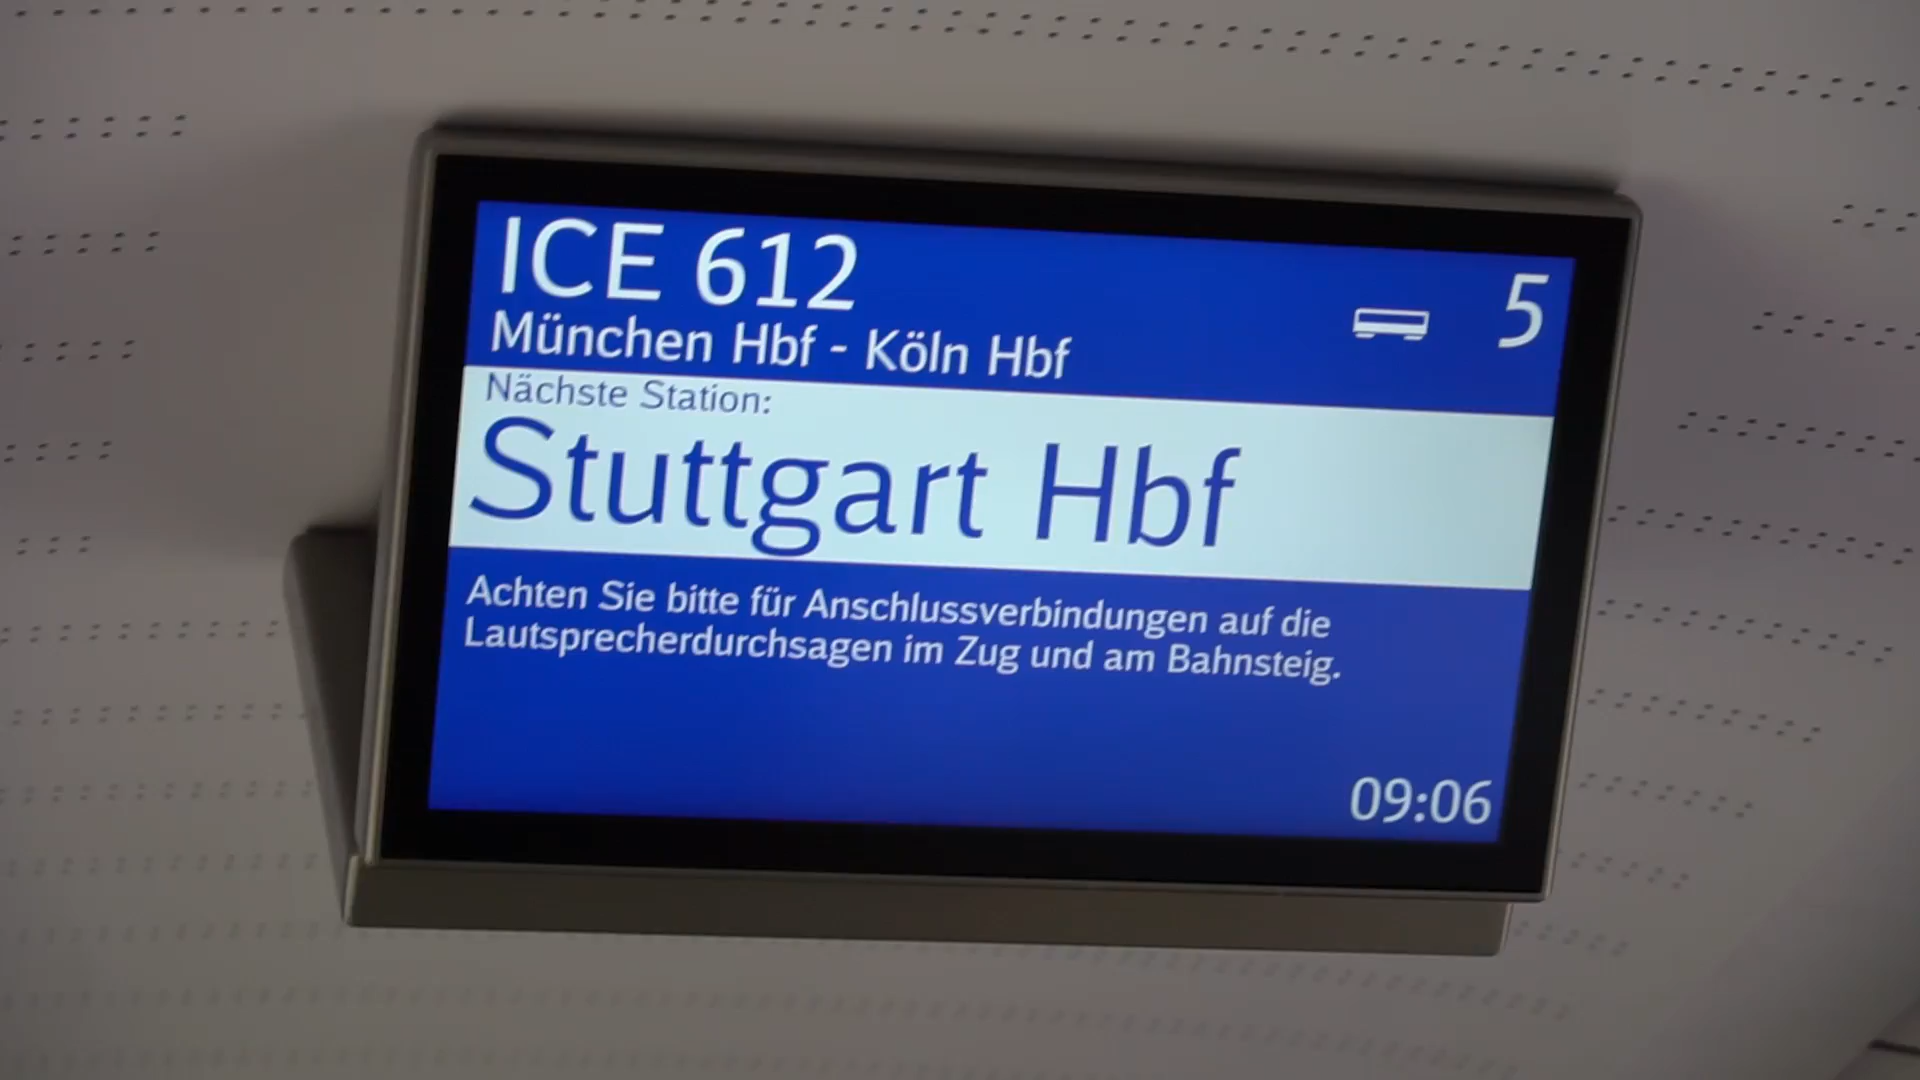 ICE 612
5
München Hbf - Köln Hbf
Nächste Station:
Stuttgart Hbf
Achten Sie bitte für Anschlussverbindungen auf die
Lautsprecherdurchsagen im Zug und am Bahnsteig.
09:06